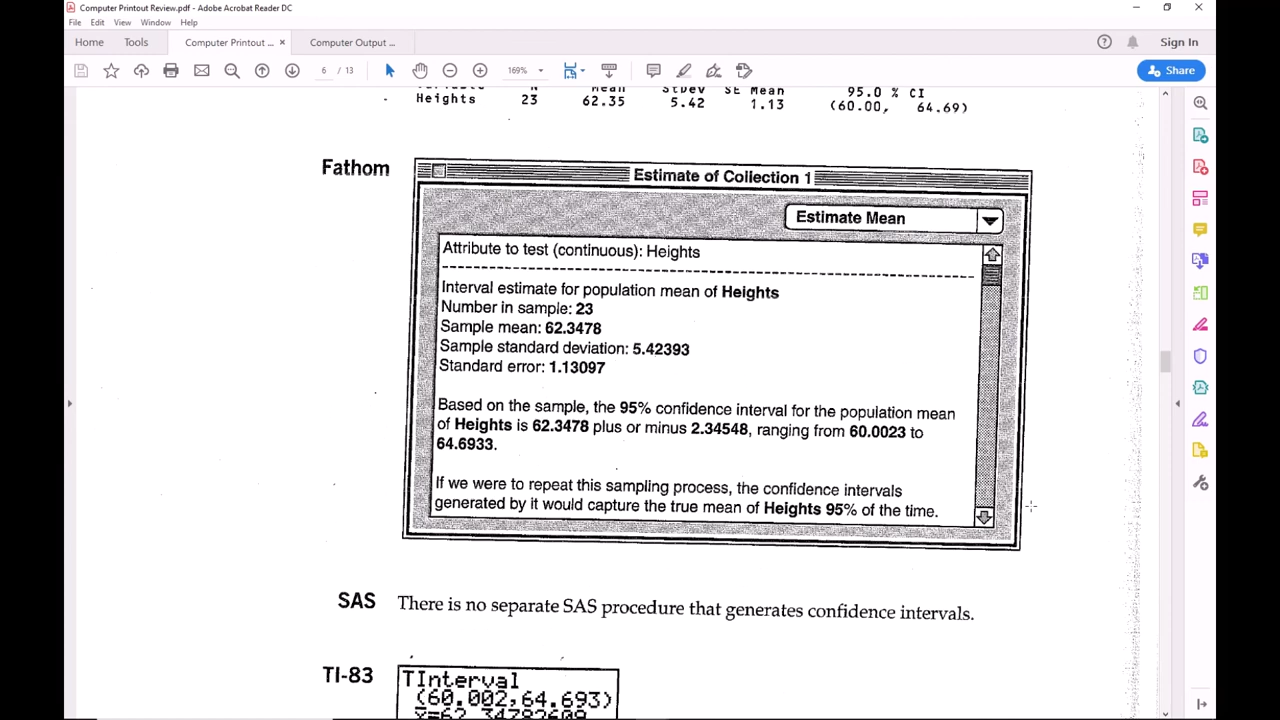 Computer Printout Review.pdf - Adobe Acrobat Reader DC
File Edit View Window Help
Home Tools Computer Printout ... × Computer Output ... Sign In
6 / 13 169% Share
Mean StDev SE Mean 95.0 % CI
Heights 23 62.35 5.42 1.13 (60.00, 64.69)
Fathom
Estimate of Collection 1
Estimate Mean
Attribute to test (continuous): Heights
Interval estimate for population mean of Heights
Number in sample: 23
Sample mean: 62.3478
Sample standard deviation: 5.42393
Standard error: 1.13097
Based on the sample, the 95% confidence interval for the population mean
of Heights is 62.3478 plus or minus 2.34548, ranging from 60.0023 to
64.6933.
If we were to repeat this sampling process, the confidence intervals
generated by it would capture the true mean of Heights 95% of the time.
SAS There is no separate SAS procedure that generates confidence intervals.
TI-83 TInterval
(60.002,64.693)